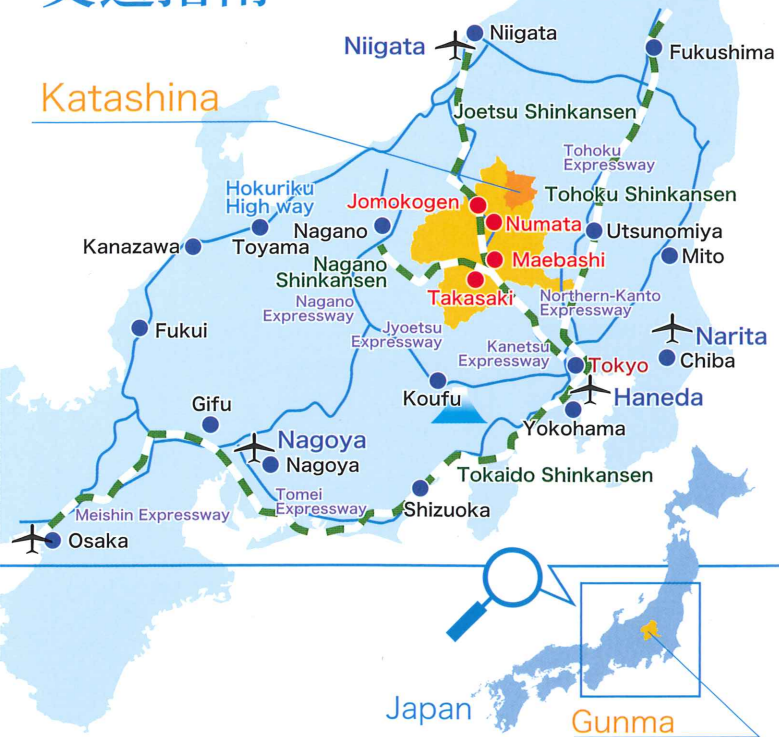 Niigata
Niigata
Fukushima
Katashina
Joetsu Shinkansen
Tohoku
Expressway
Hokuriku
High way
Jomokogen
Tohoku Shinkansen
Kanazawa
Toyama
Nagano
Numata
Utsunomiya
Nagano
Shinkansen
Maebashi
Mito
Nagano
Expressway
Takasaki
Northern-Kanto
Expressway
Fukui
Jyoetsu
Expressway
Kanetsu
Expressway
Narita
Chiba
Tokyo
Koufu
Haneda
Gifu
Yokohama
Nagoya
Nagoya
Tokaido Shinkansen
Tomei
Expressway
Shizuoka
Meishin Expressway
Osaka
Japan
Gunma